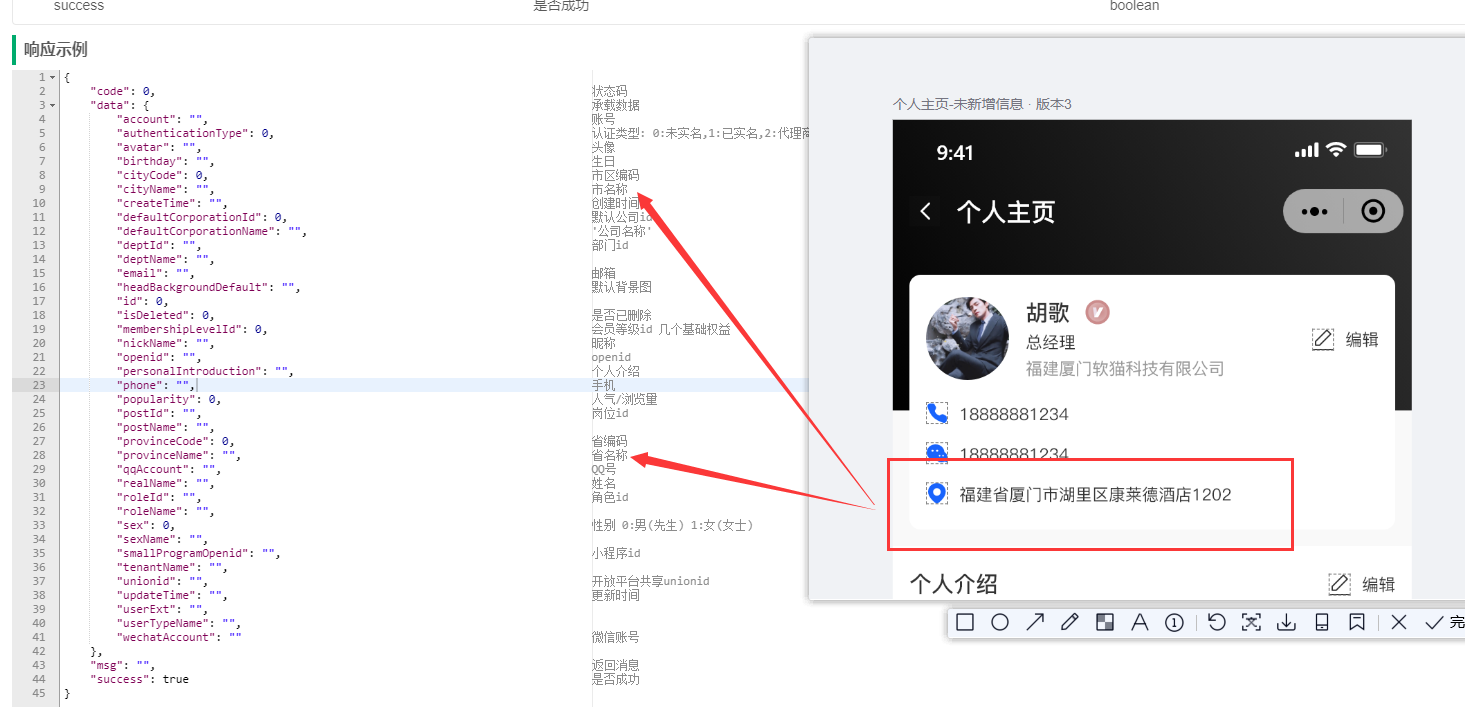 success 是否成功 boolean
响应示例
1 {
2 "code": 0, 状态码
3 "data": { 承载数据
4 "account": "", 账号
5 "authenticationType": 0, 认证类型: 0:未实名,1:已实名,2:代理商
6 "avatar": "", 头像
7 "birthday": "", 生日
8 "cityCode": 0, 市区编码
9 "cityName": "", 市名称
10 "createTime": "", 创建时间
11 "defaultCorporationId": 0, 默认公司id
12 "defaultCorporationName": "", '公司名称'
13 "deptId": "", 部门id
14 "deptName": "",
15 "email": "", 邮箱
16 "headBackgroundDefault": "", 默认背景图
17 "id": 0,
18 "isDeleted": 0, 是否已删除
19 "membershipLevelId": 0, 会员等级id 几个基础权益
20 "nickName": "", 昵称
21 "openid": "", openid
22 "personalIntroduction": "", 个人介绍
23 "phone": "", 手机
24 "popularity": 0, 人气/浏览量
25 "postId": "", 岗位id
26 "postName": "",
27 "provinceCode": 0, 省编码
28 "provinceName": "", 省名称
29 "qqAccount": "", QQ号
30 "realName": "", 姓名
31 "roleId": "", 角色id
32 "roleName": "",
33 "sex": 0, 性别 0:男(先生) 1:女(女士)
34 "sexName": "",
35 "smallProgramOpenid": "", 小程序id
36 "tenantName": "",
37 "unionid": "", 开放平台共享unionid
38 "updateTime": "", 更新时间
39 "userExt": "",
40 "userTypeName": "",
41 "wechatAccount": "" 微信账号
42 },
43 "msg": "", 返回消息
44 "success": true 是否成功
45 }
个人主页-未新增信息 · 版本3
9:41
个人主页
胡歌 V
总经理
编辑
福建厦门软猫科技有限公司
18888881234
18888881234
福建省厦门市湖里区康莱德酒店1202
个人介绍 编辑
A 1 文 完